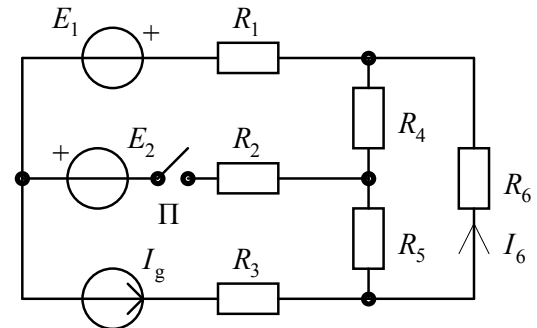 E1 + R1
R4
+ E2 R2
R6
П
Ig R3 R5 I6